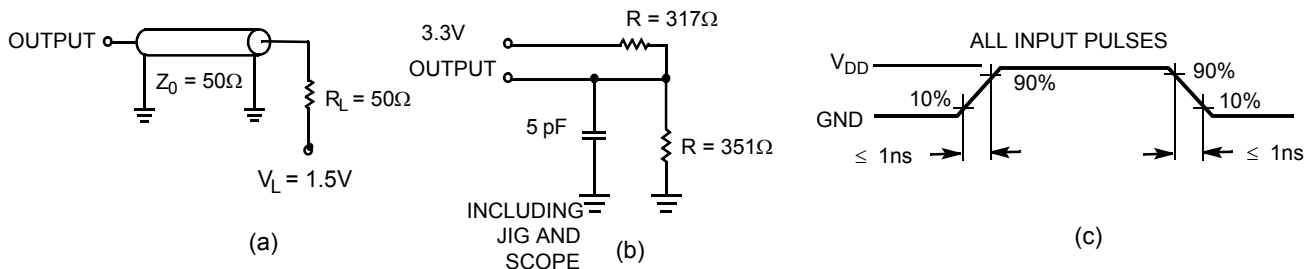 OUTPUT
Z0 = 50Ω
RL = 50Ω
VL = 1.5V
(a)
R = 317Ω
3.3V
OUTPUT
5 pF
R = 351Ω
INCLUDING
JIG AND
SCOPE
(b)
ALL INPUT PULSES
VDD
90%
90%
10%
10%
GND
≤ 1ns
≤ 1ns
(c)